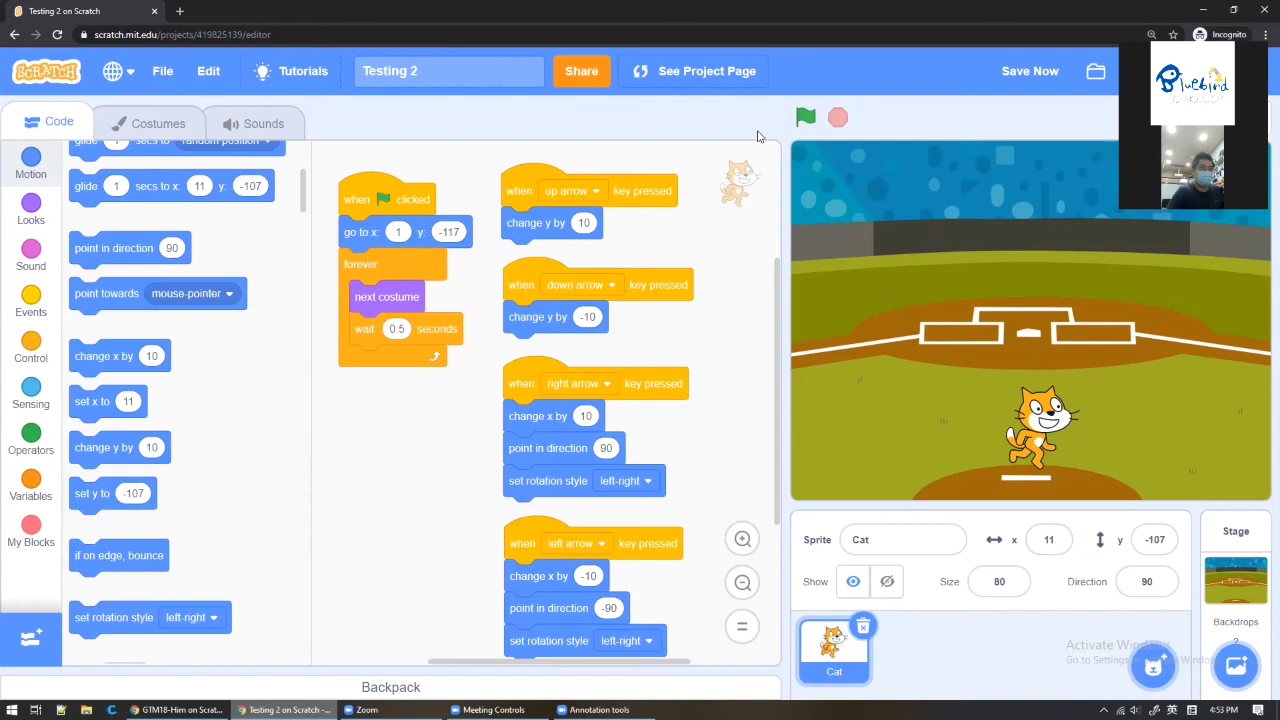 Testing 2 on Scratch
scratch.mit.edu/projects/419825139/editor
Incognito
SCRATCH
File
Edit
Tutorials
Testing 2
Share
See Project Page
Save Now
Bluebird
Code
Costumes
Sounds
Motion
Looks
Sound
Events
Control
Sensing
Operators
Variables
My Blocks
glide 1 secs to random position
glide 1 secs to x: 11 y: -107
point in direction 90
point towards mouse-pointer
change x by 10
set x to 11
change y by 10
set y to -107
if on edge, bounce
set rotation style left-right
when clicked
go to x: 1 y: -117
forever
next costume
wait 0.5 seconds
when up arrow key pressed
change y by 10
when down arrow key pressed
change y by -10
when right arrow key pressed
change x by 10
point in direction 90
set rotation style left-right
when left arrow key pressed
change x by -10
point in direction -90
set rotation style left-right
Backpack
Sprite Cat x 11 y -107
Show Size 80 Direction 90
Cat
Stage
Backdrops
Activate Windows
Go to Settings Windows
GTM18-Him on Scrat...
Testing 2 on Scratch -...
Zoom
Meeting Controls
Annotation tools
英
4:53 PM